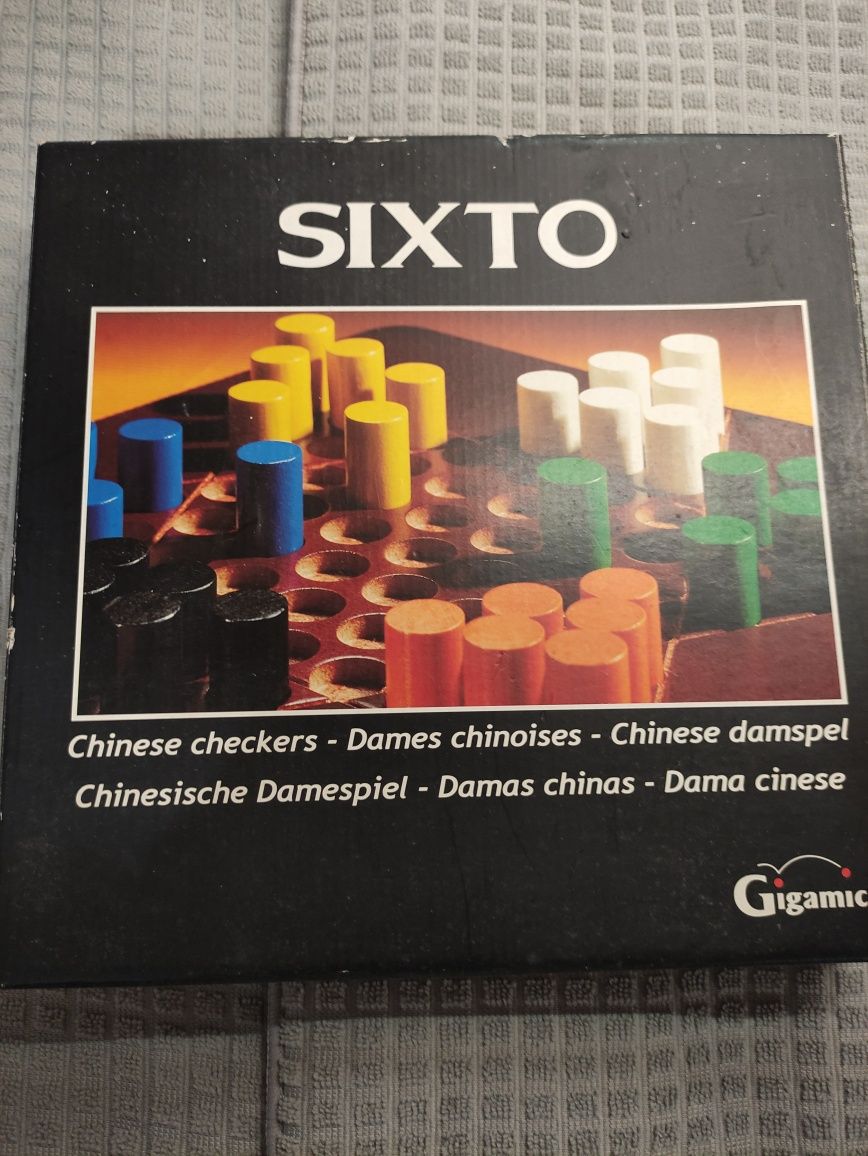 SIXTO
Chinese checkers - Dames chinoises - Chinese damspel
Chinesische Damespiel - Damas chinas - Dama cinese
Gigamic